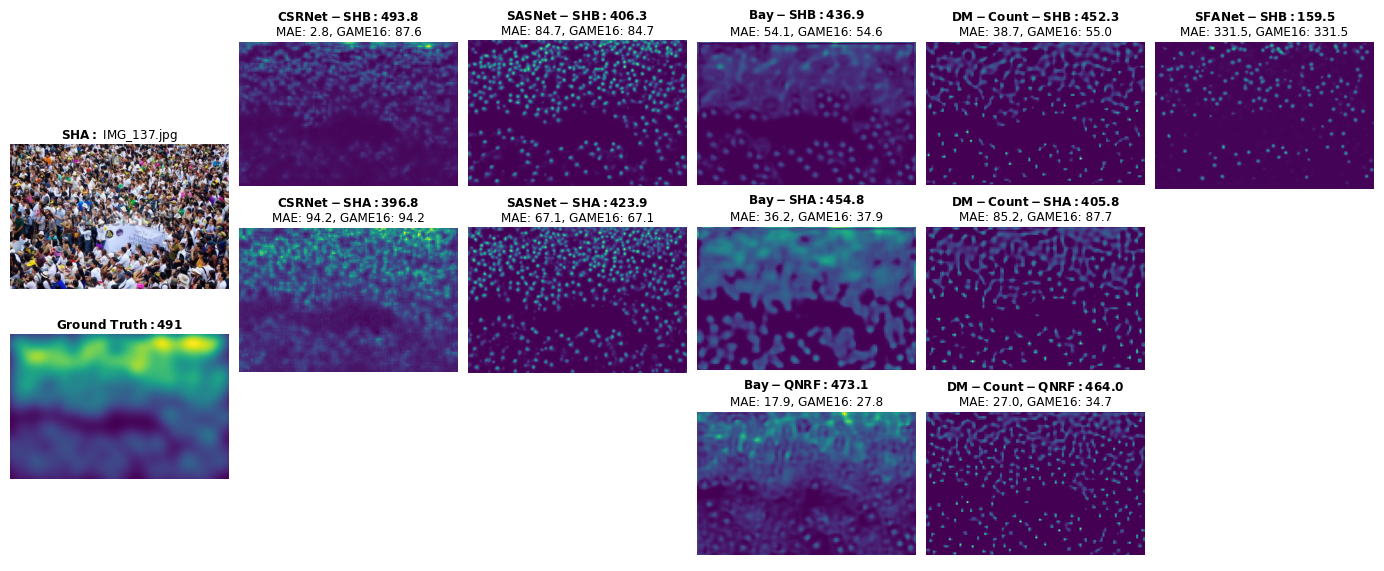 SHA: IMG_137.jpg
Ground Truth: 491
CSRNet − SHB: 493.8
MAE: 2.8, GAME16: 87.6
SASNet − SHB: 406.3
MAE: 84.7, GAME16: 84.7
Bay − SHB: 436.9
MAE: 54.1, GAME16: 54.6
DM − Count − SHB: 452.3
MAE: 38.7, GAME16: 55.0
SFANet − SHB: 159.5
MAE: 331.5, GAME16: 331.5
CSRNet − SHA: 396.8
MAE: 94.2, GAME16: 94.2
SASNet − SHA: 423.9
MAE: 67.1, GAME16: 67.1
Bay − SHA: 454.8
MAE: 36.2, GAME16: 37.9
DM − Count − SHA: 405.8
MAE: 85.2, GAME16: 87.7
Bay − QNRF: 473.1
MAE: 17.9, GAME16: 27.8
DM − Count − QNRF: 464.0
MAE: 27.0, GAME16: 34.7